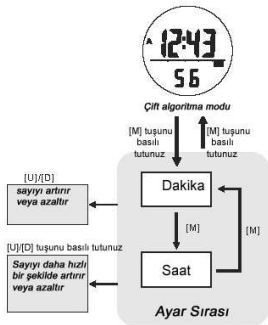 A 12:43
56
Çift algoritma modu
[M] tuşunu
basılı
tutunuz
[M] tuşunu
basılı
tutunuz
[U]/[D]
sayıyı artırır
veya azaltır
Dakika
[M]
[M]
[U]/[D] tuşunu basılı tutunuz
Sayıyı daha hızlı
bir şekilde artırır
veya azaltır
Saat
Ayar Sırası